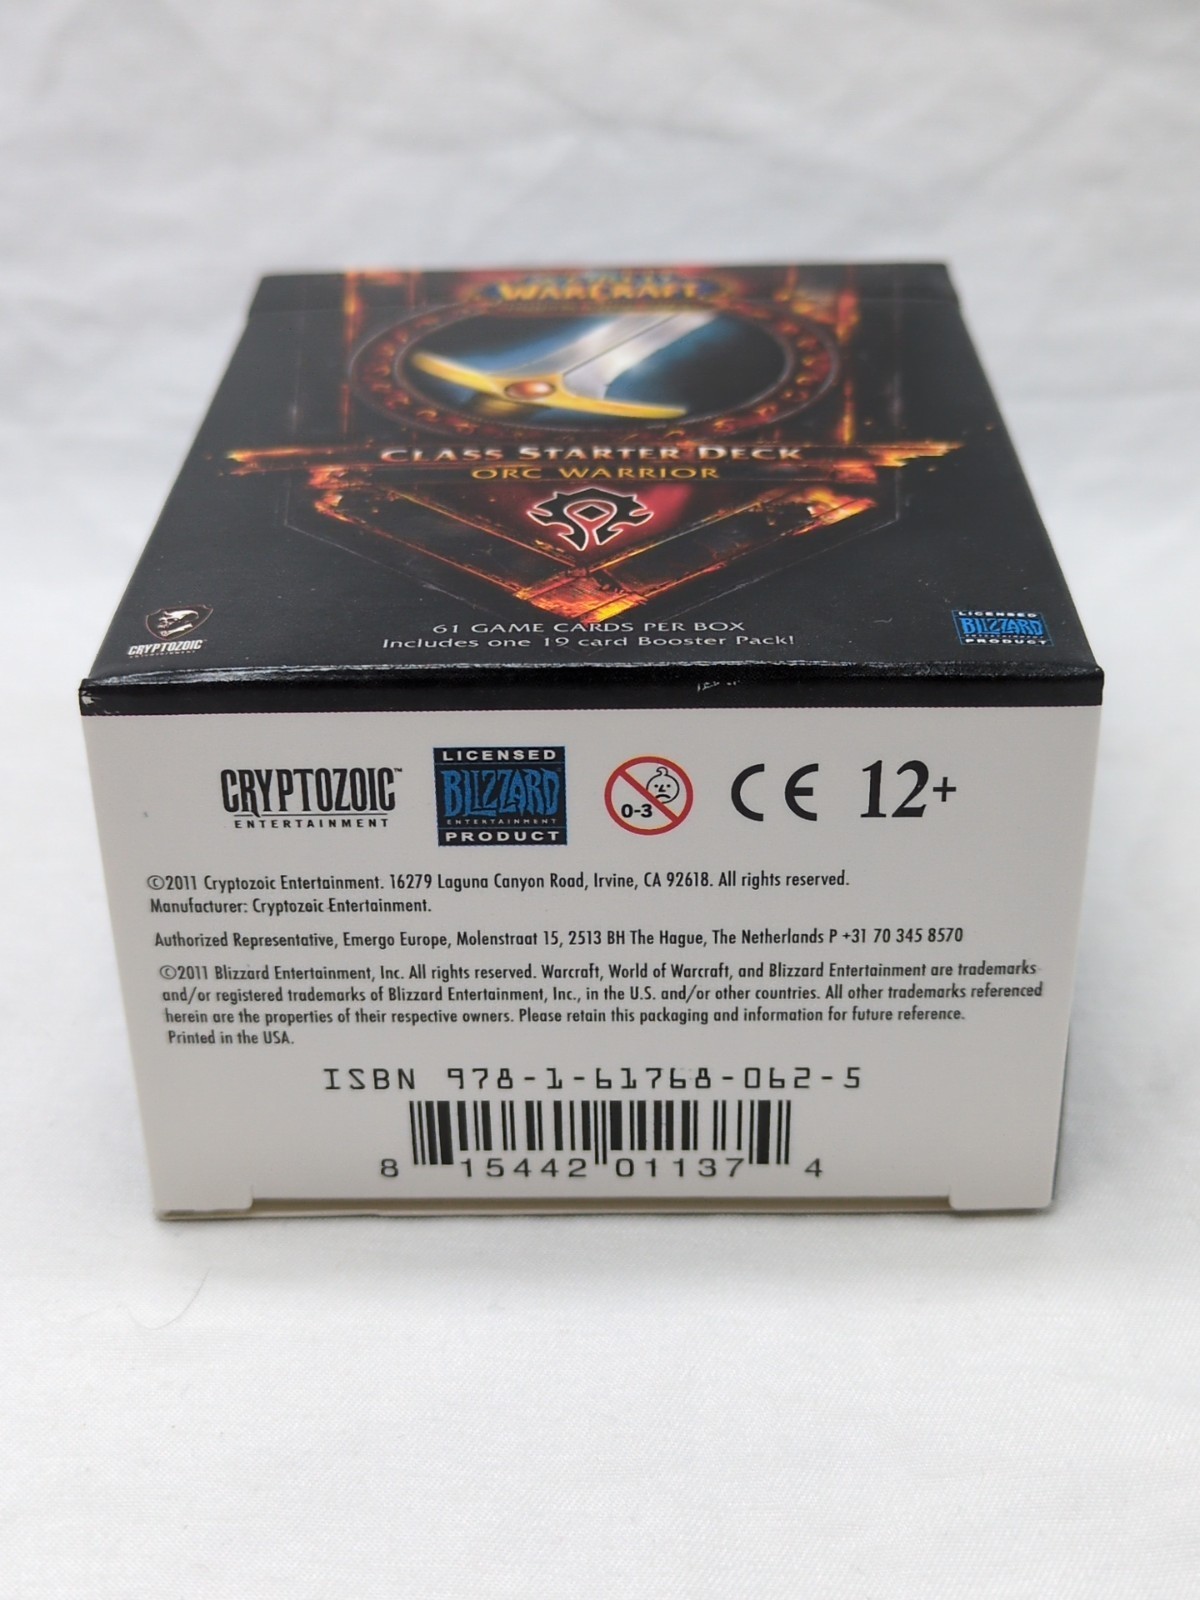 WARCRAFT
CLASS STARTER DECK
ORC WARRIOR
61 GAME CARDS PER BOX
Includes one 19 card Booster Pack!
CRYPTOZOIC
ENTERTAINMENT
LICENSED
BLIZZARD
ENTERTAINMENT
PRODUCT
CRYPTOZOIC™
ENTERTAINMENT
LICENSED
BLIZZARD
ENTERTAINMENT
PRODUCT
0-3
CE 12+
©2011 Cryptozoic Entertainment. 16279 Laguna Canyon Road, Irvine, CA 92618. All rights reserved.
Manufacturer: Cryptozoic Entertainment.
Authorized Representative, Emergo Europe, Molenstraat 15, 2513 BH The Hague, The Netherlands P +31 70 345 8570
©2011 Blizzard Entertainment, Inc. All rights reserved. Warcraft, World of Warcraft, and Blizzard Entertainment are trademarks
and/or registered trademarks of Blizzard Entertainment, Inc., in the U.S. and/or other countries. All other trademarks referenced
herein are the properties of their respective owners. Please retain this packaging and information for future reference.
Printed in the USA.
ISBN 978-1-61768-062-5
8 15442 01137 4